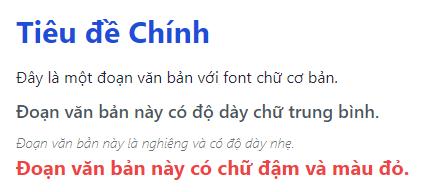 Tiêu đề Chính
Đây là một đoạn văn bản với font chữ cơ bản.
Đoạn văn bản này có độ dày chữ trung bình.
Đoạn văn bản này là nghiêng và có độ dày nhẹ.
Đoạn văn bản này có chữ đậm và màu đỏ.